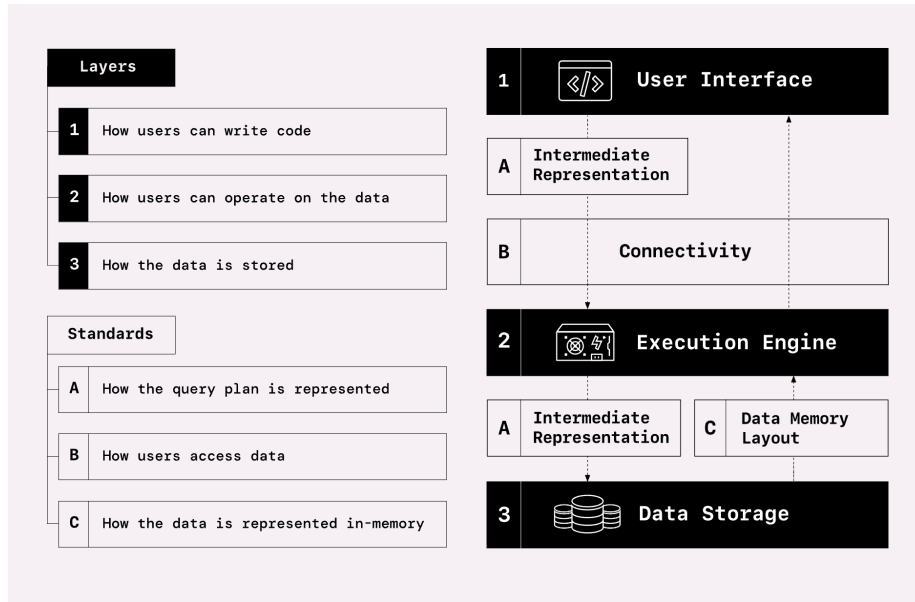 Layers
1 How users can write code
2 How users can operate on the data
3 How the data is stored
Standards
A How the query plan is represented
B How users access data
C How the data is represented in-memory
1 </> User Interface
A Intermediate
Representation
B Connectivity
2 Execution Engine
A Intermediate
Representation
C Data Memory
Layout
3 Data Storage